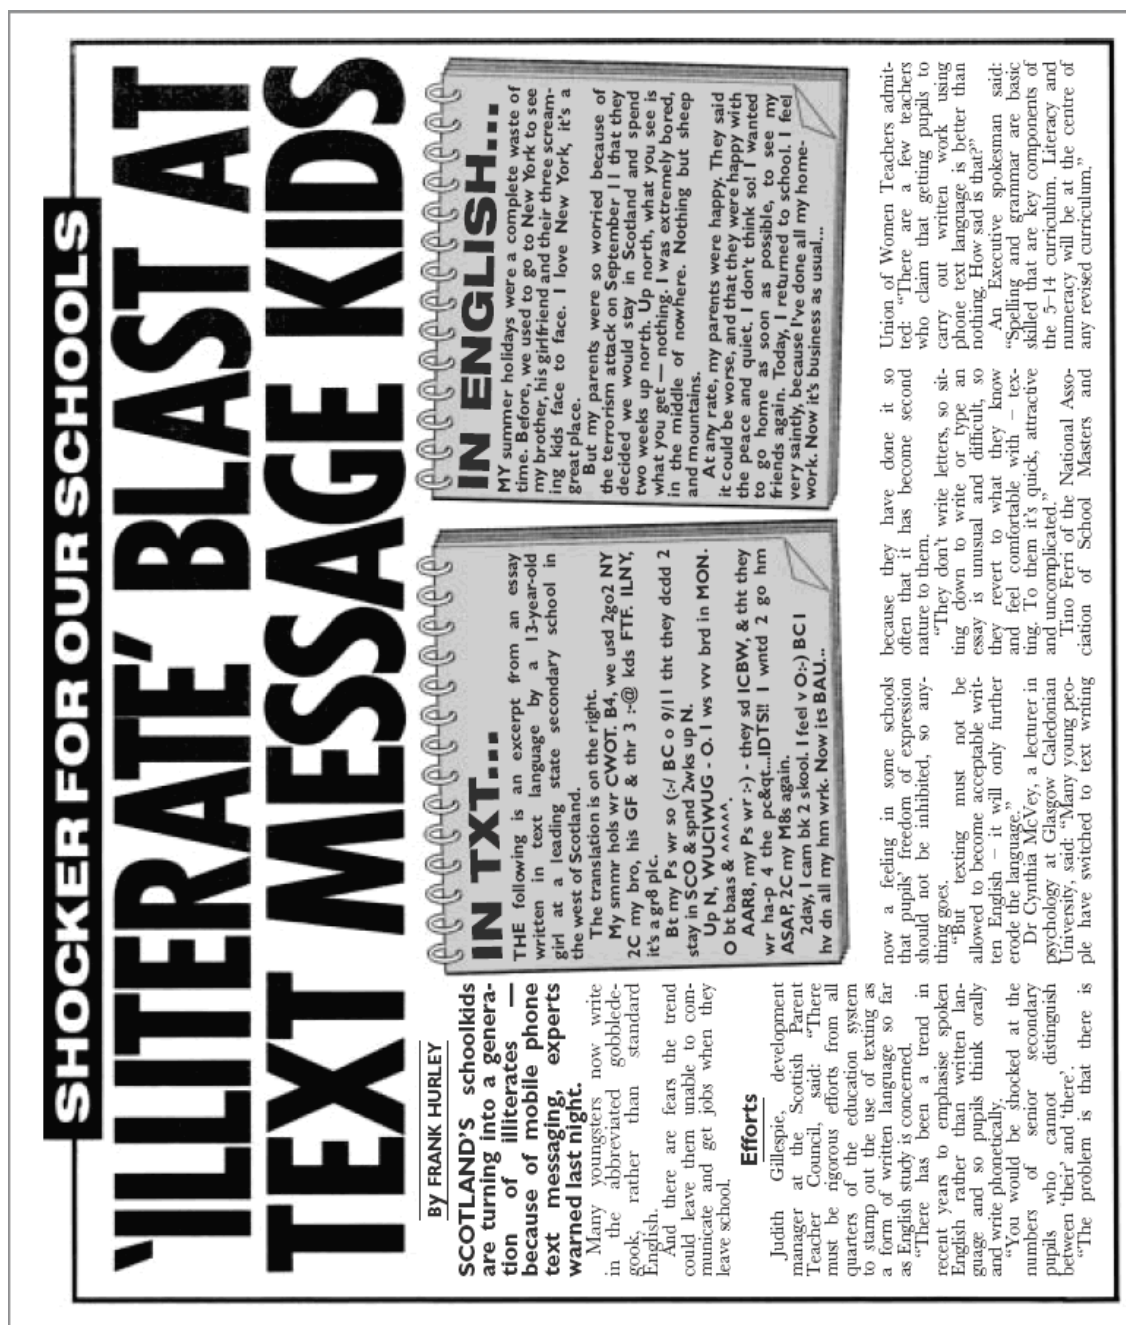 SHOCKER FOR OUR SCHOOLS
'ILLITERATE' BLAST AT
TEXT MESSAGE KIDS
By FRANK HURLEY
SCOTLAND'S schoolkids
are turning into a genera-
tion of illiterates —
because of mobile phone
text messaging, experts
warned last night.
Many youngsters now write
in the abbreviated gobblede-
gook, rather than standard
English.
And there are fears the trend
could leave them unable to com-
municate and get jobs when they
leave school.
Efforts
Judith Gillespie, development
manager at the Scottish Parent
Teacher Council, said: “There
must be rigorous efforts from all
quarters of the education system
to stamp out the use of texting as
a form of written language so far
as English study is concerned.
“There has been a trend in
recent years to emphasise spoken
English rather than written lan-
guage and so pupils think orally
and write phonetically.
“You would be shocked at the
numbers of senior secondary
pupils who cannot distinguish
between ‘their’ and ‘there’.
“The problem is that there is
IN TXT...
THE following is an excerpt from an essay
written in text language by a 13-year-old
girl at a leading state secondary school in
the west of Scotland.
The translation is on the right.
My smmr hols wr CWOT. B4, we usd 2go2 NY
2C my bro, his GF & thr 3 :-@ kds FTF. ILNY,
it's a gr8 plc.
Bt my Ps wr so (:-/ BC o 9/11 tht they dcdd 2
stay in SCO & spnd 2wks up N.
Up N, WUCIWUG - O. I ws vvv brd in MON.
O bt baas & ^^^^^.
AAR8, my Ps wr :-) - they sd ICBW, & tht they
wr ha-p 4 the pc&qt...IDTS!! I wntd 2 go hm
ASAP, 2C my M8s again.
2day, I cam bk 2 skool. I feel v O:-) BC I
hv dn all my hm wrk. Now its BAU...
IN ENGLISH...
MY summer holidays were a complete waste of
time. Before, we used to go to New York to see
my brother, his girlfriend and their three scream-
ing kids face to face. I love New York, it's a
great place.
But my parents were so worried because of
the terrorism attack on September 11 that they
decided we would stay in Scotland and spend
two weeks up north. Up north, what you see is
what you get — nothing. I was extremely bored,
in the middle of nowhere. Nothing but sheep
and mountains.
At any rate, my parents were happy. They said
it could be worse, and that they were happy with
the peace and quiet, I don't think so! I wanted
to go home as soon as possible, to see my
friends again. Today, I returned to school. I feel
very saintly, because I've done all my home-
work. Now it's business as usual...
now a feeling in some schools
that pupils' freedom of expression
should not be inhibited, so any-
thing goes.
“But texting must not be
allowed to become acceptable writ-
ten English – it will only further
erode the language.”
Dr Cynthia McVey, a lecturer in
psychology at Glasgow Caledonian
University, said: “Many young peo-
ple have switched to text writing
because they have done it so
often that it has become second
nature to them.
“They don't write letters, so sit-
ting down to write or type an
essay is unusual and difficult, so
they revert to what they know
and feel comfortable with – tex-
ting. To them it's quick, attractive
and uncomplicated.”
Tino Ferri of the National Asso-
ciation of School Masters and
Union of Women Teachers admit-
ted: “There are a few teachers
who claim that getting pupils to
carry out written work using
phone text language is better than
nothing. How sad is that?”
An Executive spokesman said:
“Spelling and grammar are basic
skilled that are key components of
the 5–14 curriculum. Literacy and
numeracy will be at the centre of
any revised curriculum.”